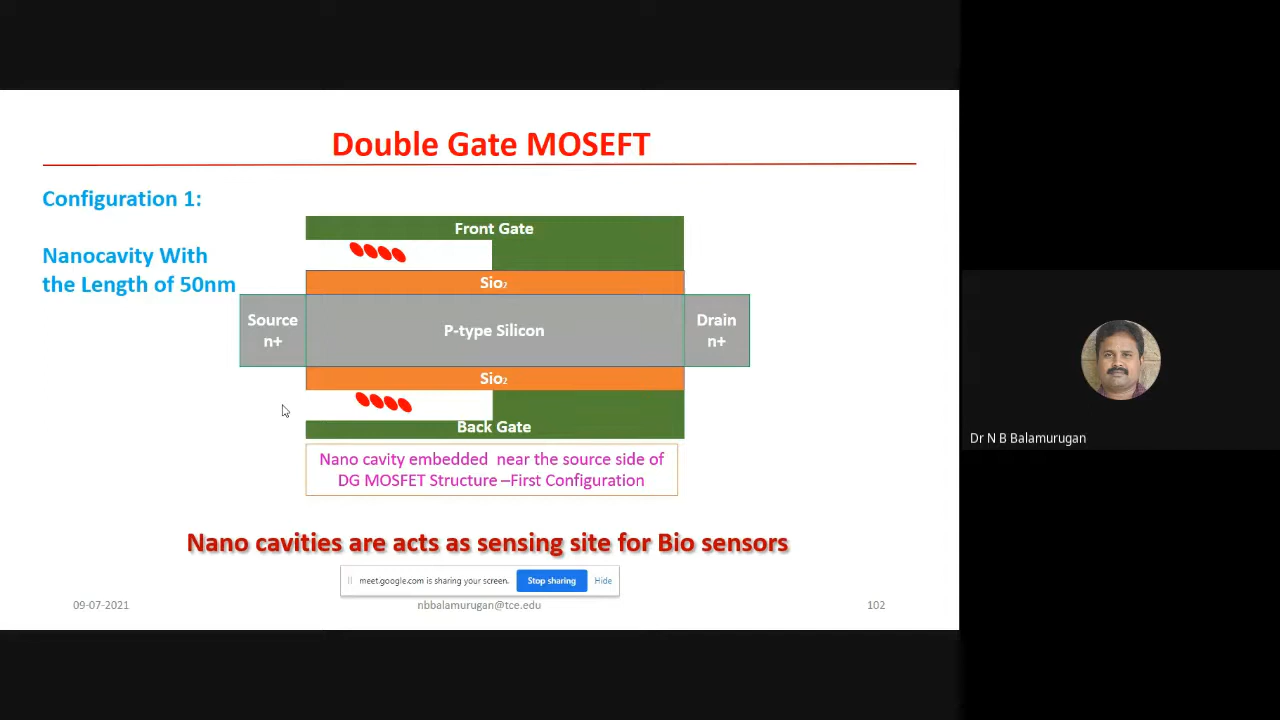 Double Gate MOSEFT
Configuration 1:
Nanocavity With
the Length of 50nm
Front Gate
Sio₂
Source
n+
P-type Silicon
Drain
n+
Sio₂
Back Gate
Nano cavity embedded near the source side of
DG MOSFET Structure –First Configuration
Nano cavities are acts as sensing site for Bio sensors
meet.google.com is sharing your screen.
Stop sharing
Hide
09-07-2021
nbbalamurugan@tce.edu
102
Dr N B Balamurugan